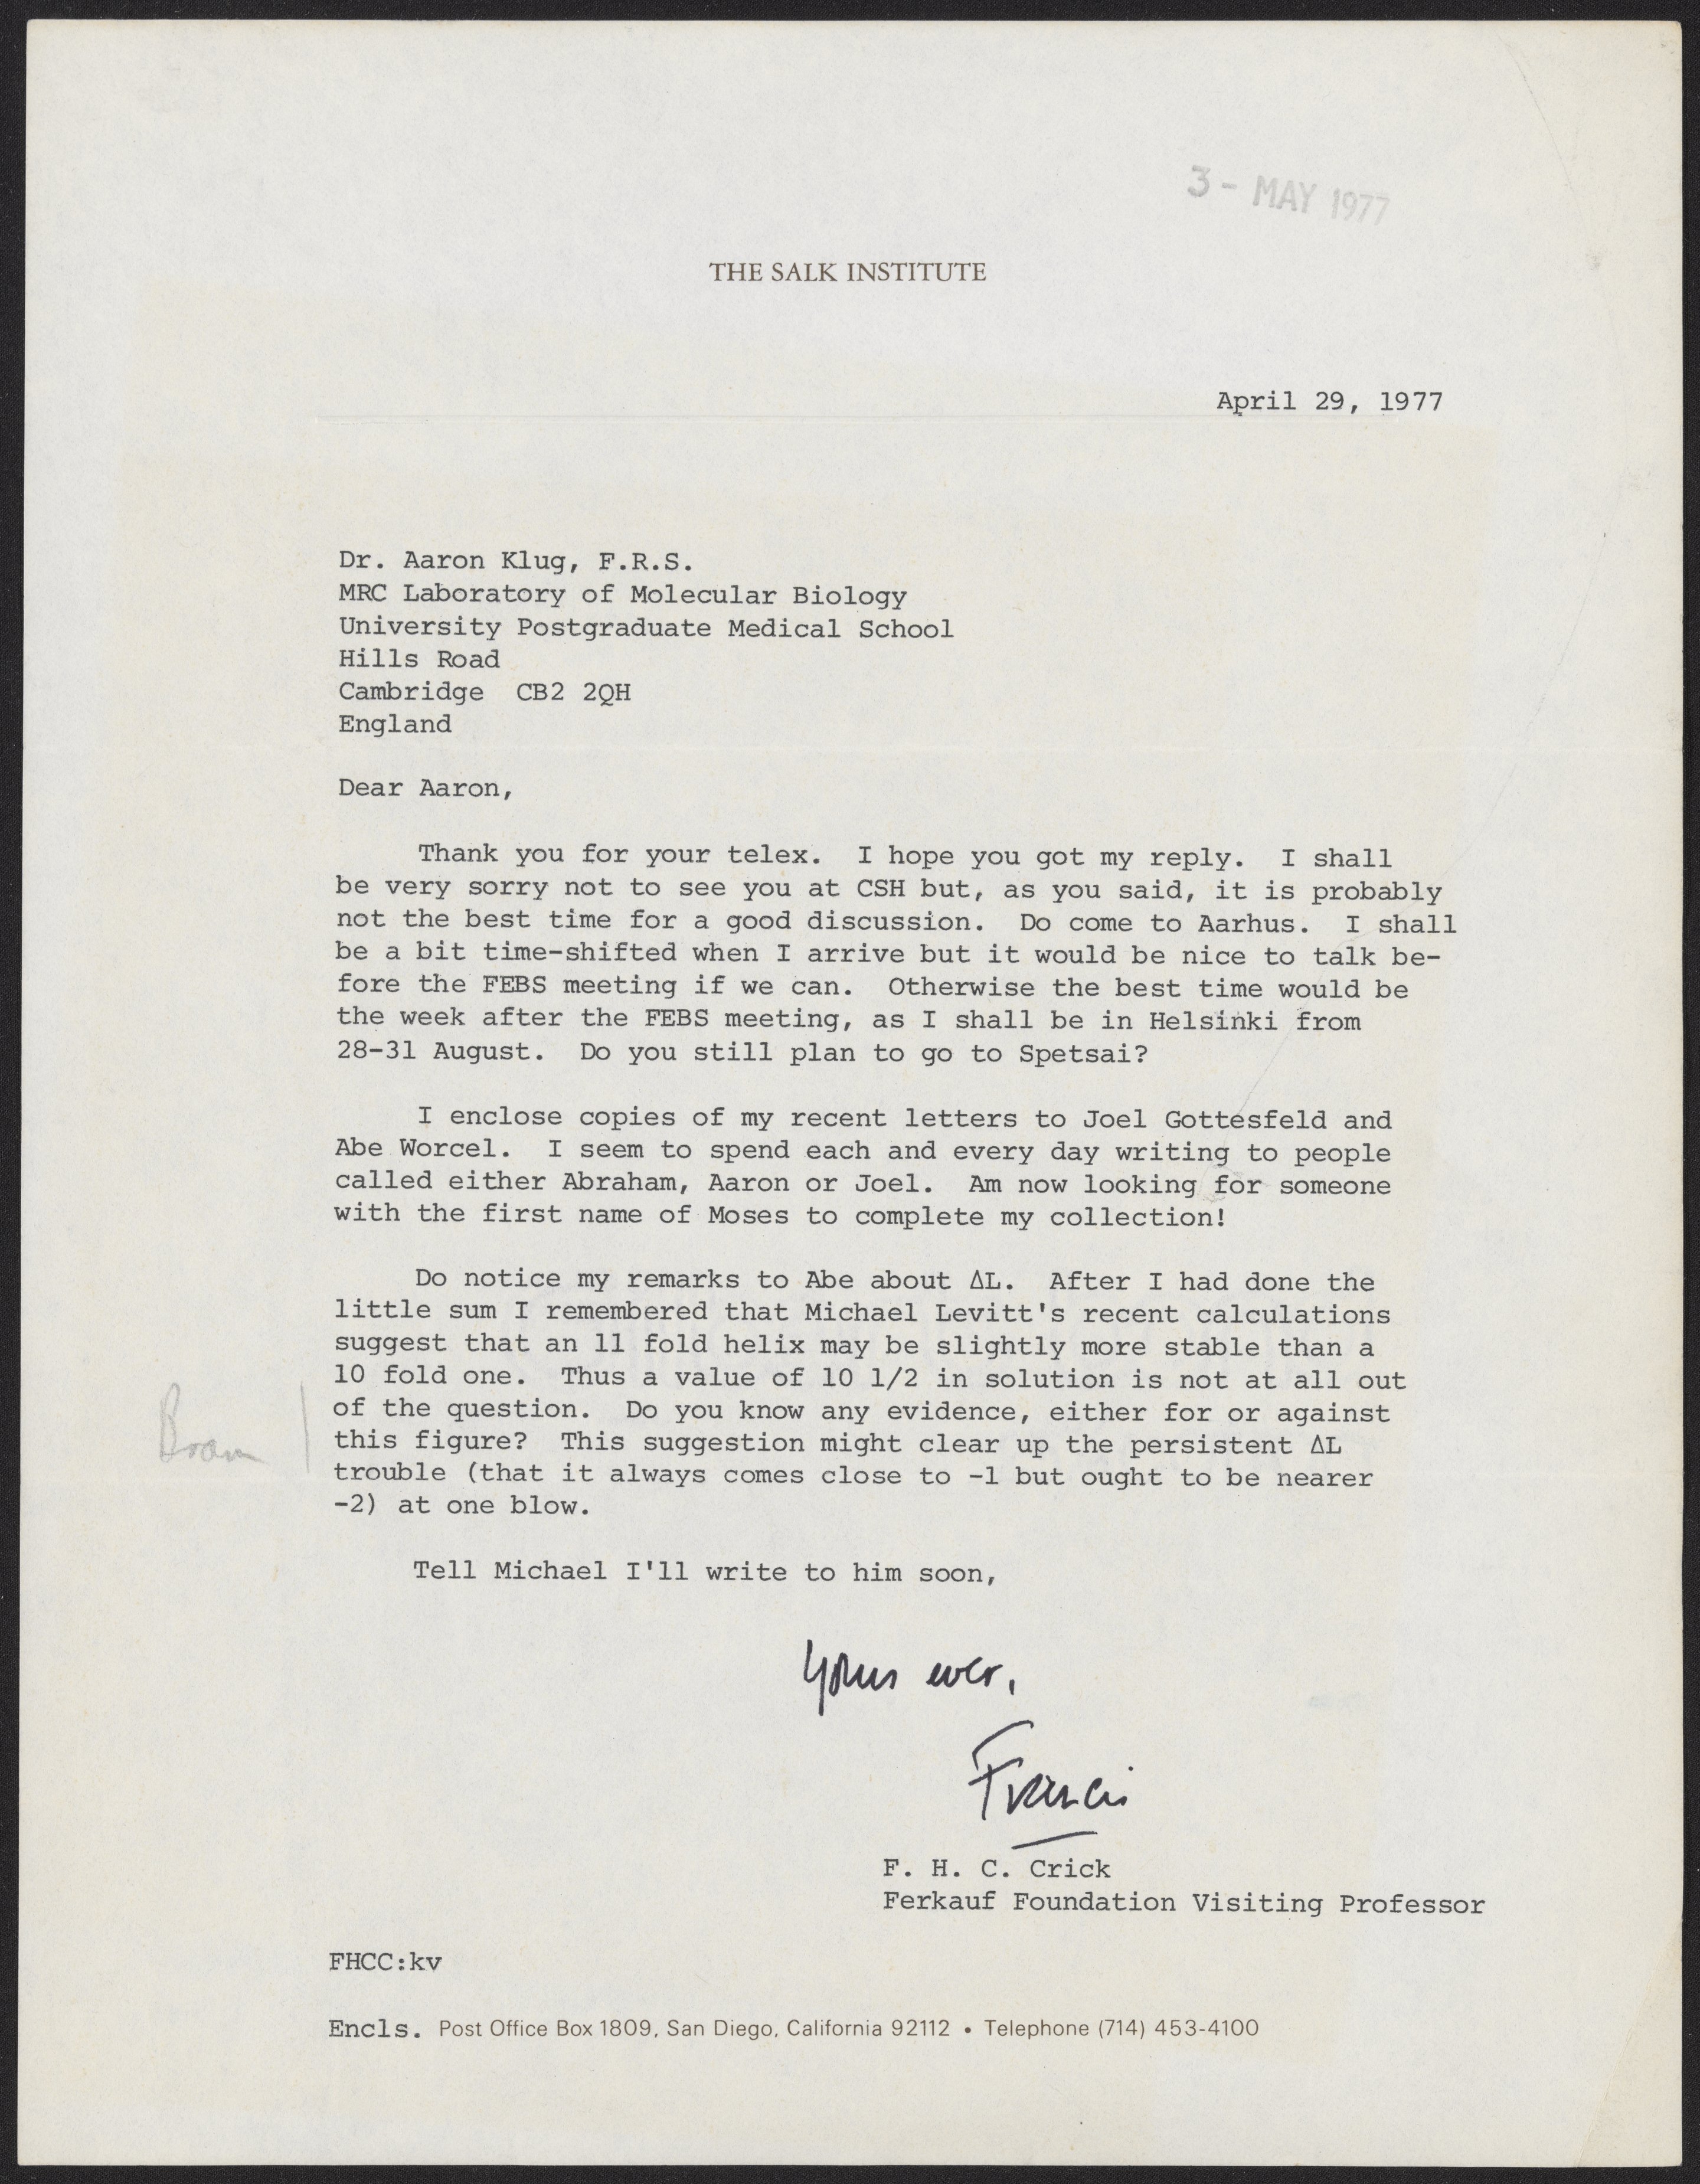 3 - MAY 1977
THE SALK INSTITUTE
April 29, 1977
Dr. Aaron Klug, F.R.S.
MRC Laboratory of Molecular Biology
University Postgraduate Medical School
Hills Road
Cambridge  CB2 2QH
England
Dear Aaron,
Thank you for your telex.  I hope you got my reply.  I shall
be very sorry not to see you at CSH but, as you said, it is probably
not the best time for a good discussion.  Do come to Aarhus.  I shall
be a bit time-shifted when I arrive but it would be nice to talk be-
fore the FEBS meeting if we can.  Otherwise the best time would be
the week after the FEBS meeting, as I shall be in Helsinki from
28-31 August.  Do you still plan to go to Spetsai?
I enclose copies of my recent letters to Joel Gottesfeld and
Abe Worcel.  I seem to spend each and every day writing to people
called either Abraham, Aaron or Joel.  Am now looking for someone
with the first name of Moses to complete my collection!
Do notice my remarks to Abe about ΔL.  After I had done the
little sum I remembered that Michael Levitt's recent calculations
suggest that an 11 fold helix may be slightly more stable than a
10 fold one.  Thus a value of 10 1/2 in solution is not at all out
of the question.  Do you know any evidence, either for or against
this figure?  This suggestion might clear up the persistent ΔL
trouble (that it always comes close to -1 but ought to be nearer
-2) at one blow.
Tell Michael I'll write to him soon,
Yours ever,
Francis
F. H. C. Crick
Ferkauf Foundation Visiting Professor
FHCC:kv
Encls. Post Office Box 1809, San Diego, California 92112 • Telephone (714) 453-4100